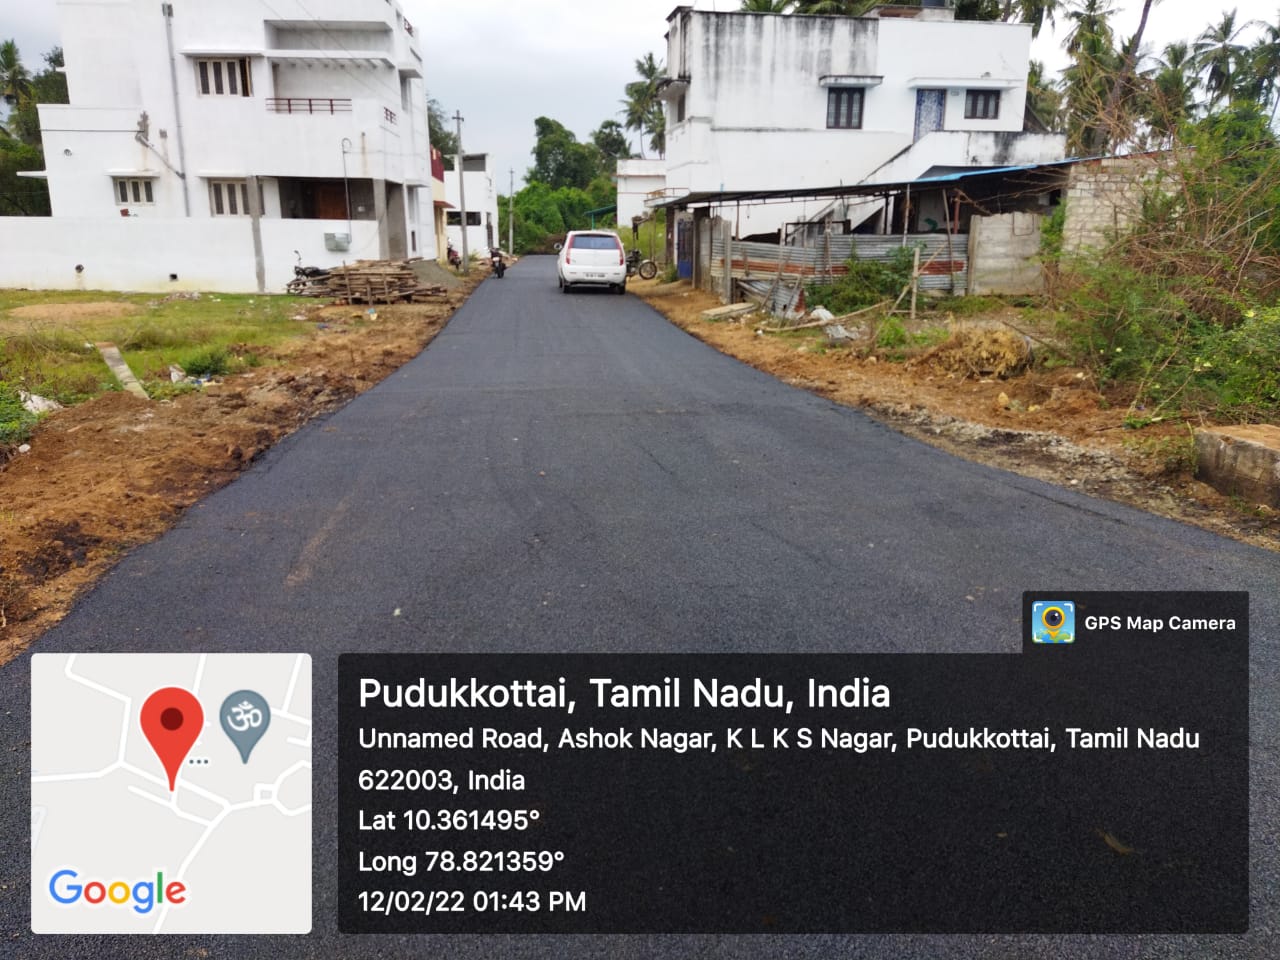 GPS Map Camera
Pudukkottai, Tamil Nadu, India
Unnamed Road, Ashok Nagar, K L K S Nagar, Pudukkottai, Tamil Nadu
622003, India
Lat 10.361495°
Long 78.821359°
12/02/22 01:43 PM
ॐ
Google